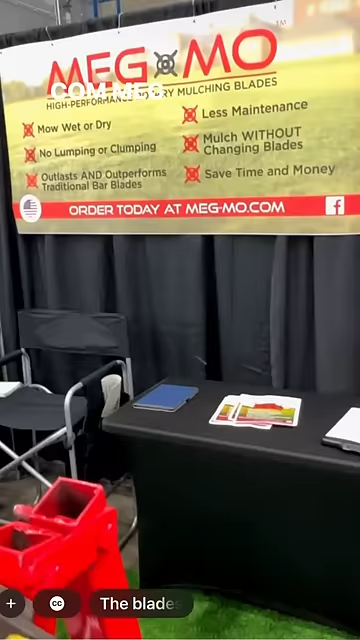 MEG MO
TM
COM MEG
HIGH-PERFORMANCE ROTARY MULCHING BLADES
Mow Wet or Dry
No Lumping or Clumping
Outlasts AND Outperforms
Traditional Bar Blades
Less Maintenance
Mulch WITHOUT
Changing Blades
Save Time and Money
ORDER TODAY AT MEG-MO.COM
f
+
CC
The blades